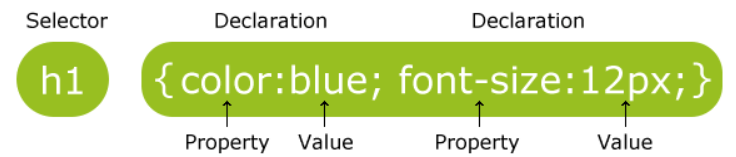 Selector Declaration Declaration
h1 {color:blue; font-size:12px;}
Property Value Property Value